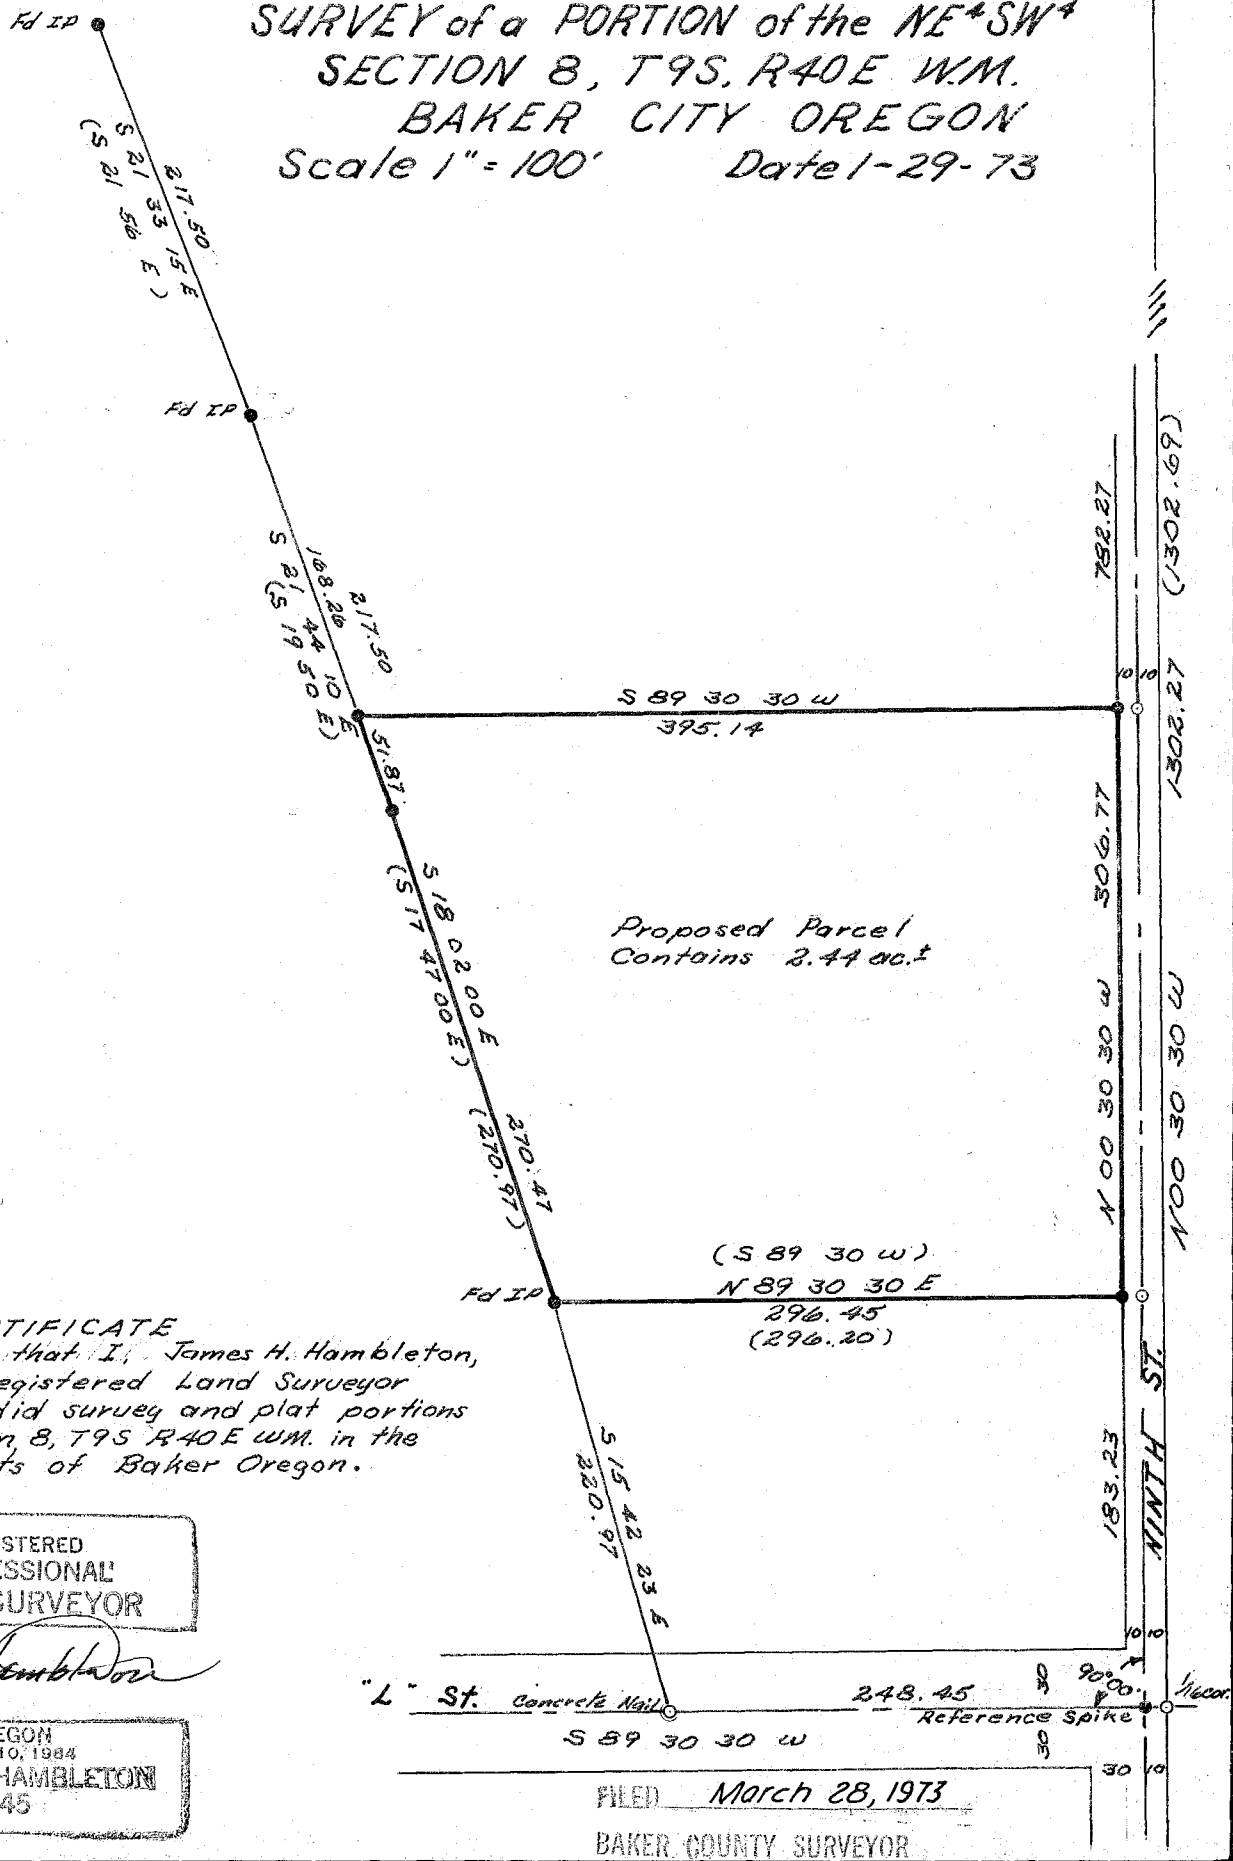 SURVEY of a PORTION of the NE⁴SW⁴
SECTION 8, T9S, R40E W.M.
BAKER CITY OREGON
Scale 1"=100' Date 1-29-73
Fd IP
217.50
S 21 33 15 E
(S 21 56 E)
Fd IP
217.50
168.26
S 21 44 10 E
(S 19 50 E)
51.87
S 89 30 30 W
395.14
782.27
10 10
1302.27 (1302.69)
306.77
N 00 30 30 W
N00 30 30 W
S 18 02 00 E
(S 17 47 00 E)
270.47
(270.97)
Proposed Parcel
Contains 2.44 ac.±
(S 89 30 W)
N 89 30 30 E
296.45
(296.20)
Fd IP
TIFICATE
that I, James H. Hambleton,
egistered Land Surveyor
did survey and plat portions
n 8, T9S R40E WM. in the
ts of Baker Oregon.
S 15 42 23 E
220.97
183.23
NINTH ST.
STERED
ESSIONAL
SURVEYOR
EGON
10, 1964
HAMBLETON
45
10 10
"L" St. Concrete Nail
248.45
30
90°00'
1/16 cor.
Reference Spike
S 89 30 30 W
30
30 10
FILED March 28, 1973
BAKER COUNTY SURVEYOR